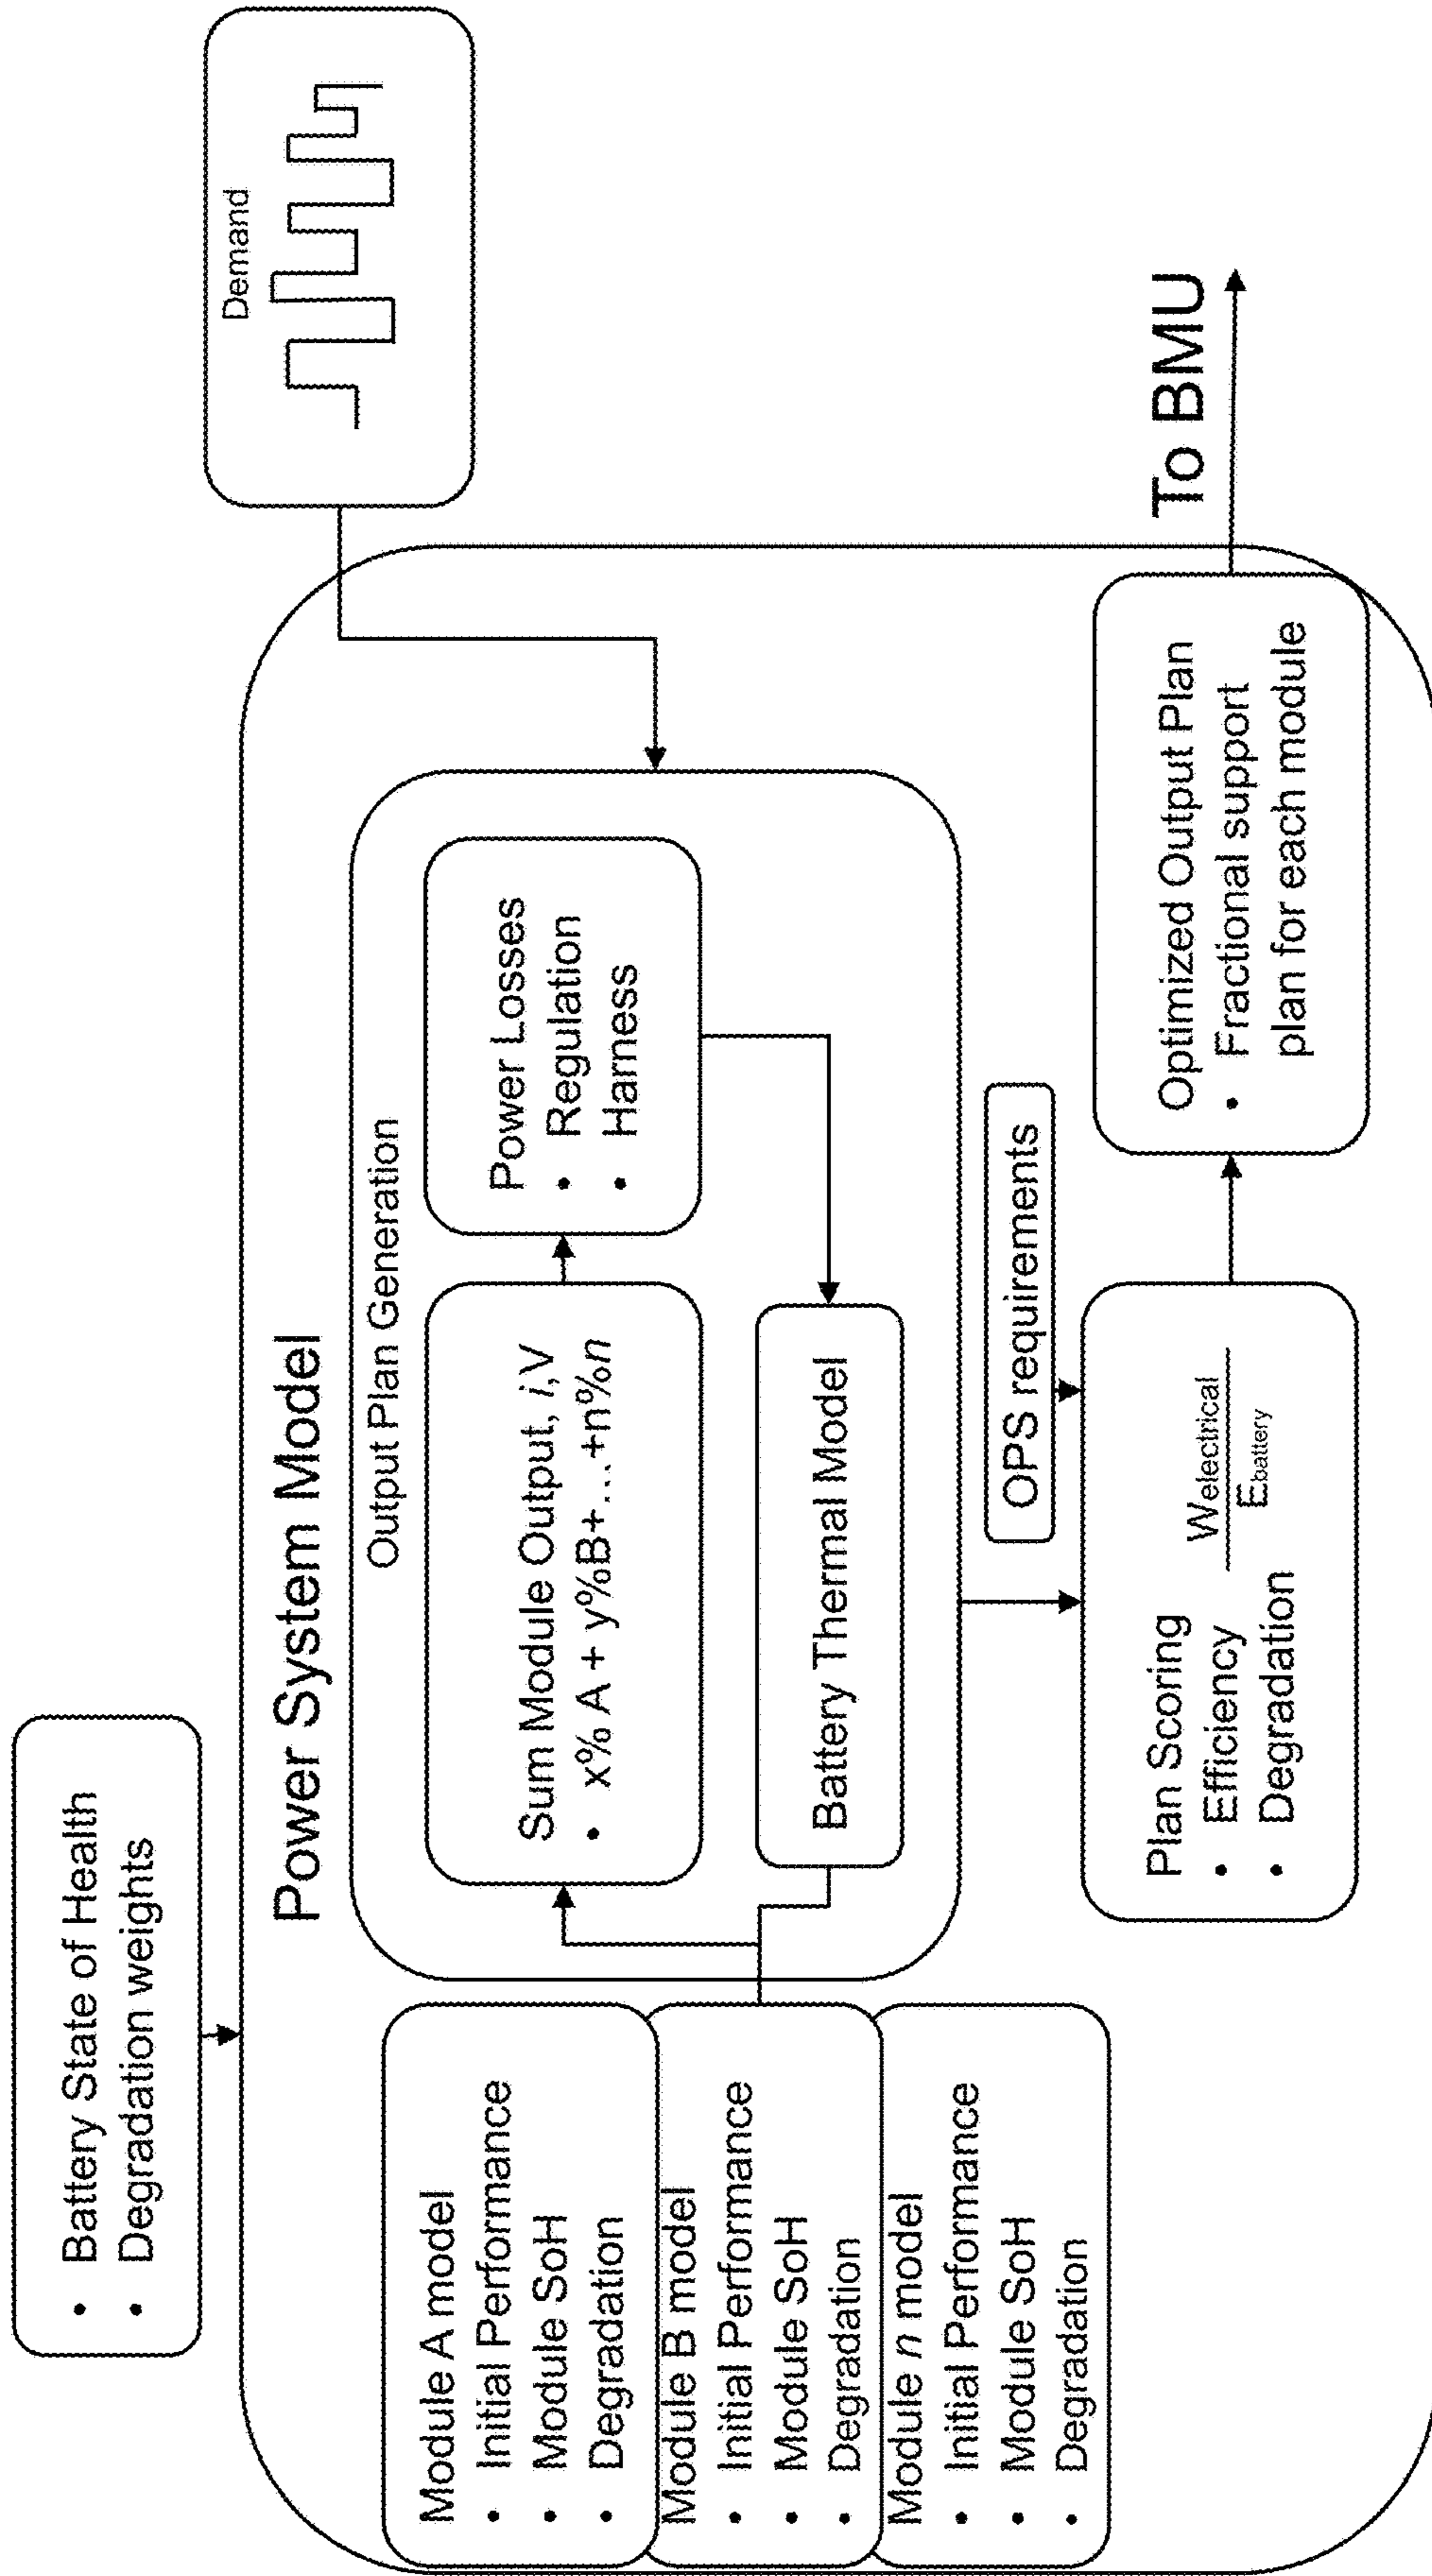 • Battery State of Health
• Degradation weights
Demand
Power System Model
Output Plan Generation
Module A model
• Initial Performance
• Module SoH
• Degradation
Module B model
• Initial Performance
• Module SoH
• Degradation
Module n model
• Initial Performance
• Module SoH
• Degradation
Sum Module Output, i,V
• x% A + y%B+...+n%n
Power Losses
• Regulation
• Harness
Battery Thermal Model
OPS requirements
Plan Scoring
• Efficiency
• Degradation
Welectrical
Ebattery
Optimized Output Plan
• Fractional support
plan for each module
To BMU